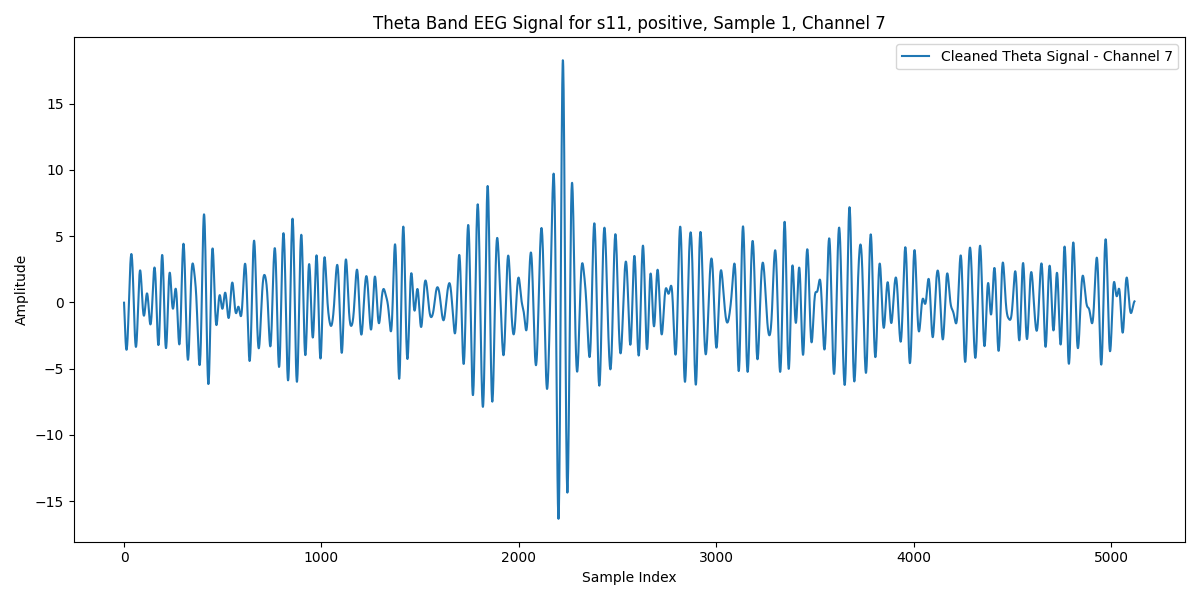 Theta Band EEG Signal for s11, positive, Sample 1, Channel 7
Cleaned Theta Signal - Channel 7
Amplitude
15
10
5
0
−5
−10
−15
0 1000 2000 3000 4000 5000
Sample Index